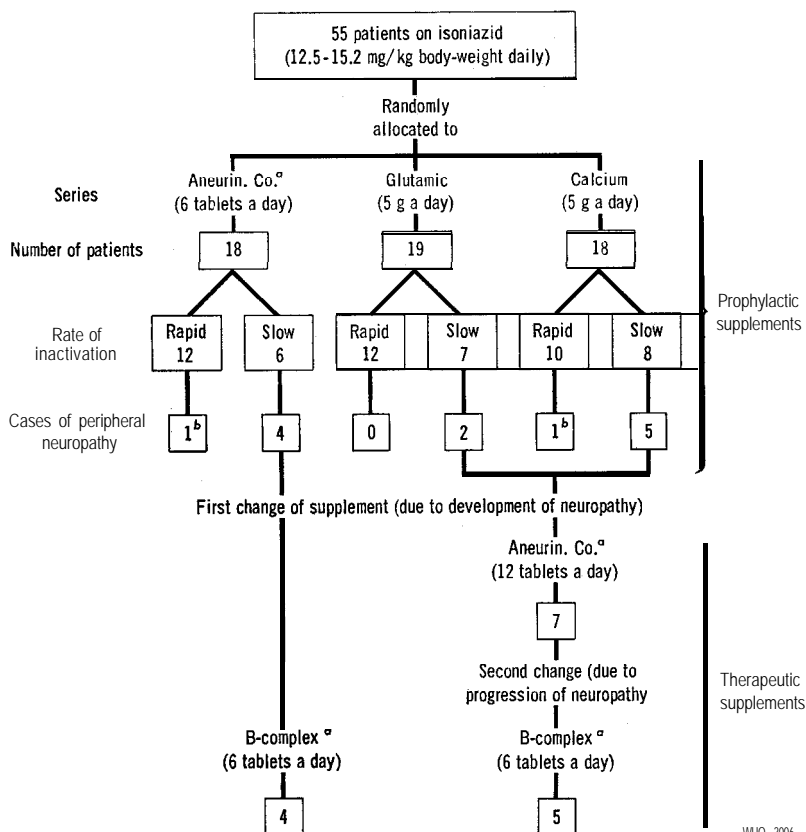 55 patients on isoniazid
(12.5-15.2 mg/kg body-weight daily)
Randomly
allocated to
Series
Aneurin. Co.a
(6 tablets a day)
Glutamic
(5 g a day)
Calcium
(5 g a day)
Number of patients
18
19
18
Prophylactic
supplements
Rate of
inactivation
Rapid
12
Slow
6
Rapid
12
Slow
7
Rapid
10
Slow
8
Cases of peripheral
neuropathy
1b
4
0
2
1b
5
First change of supplement (due to development of neuropathy)
Aneurin. Co.a
(12 tablets a day)
7
Second change (due to
progression of neuropathy
Therapeutic
supplements
B-complex a
(6 tablets a day)
B-complex a
(6 tablets a day)
4
5